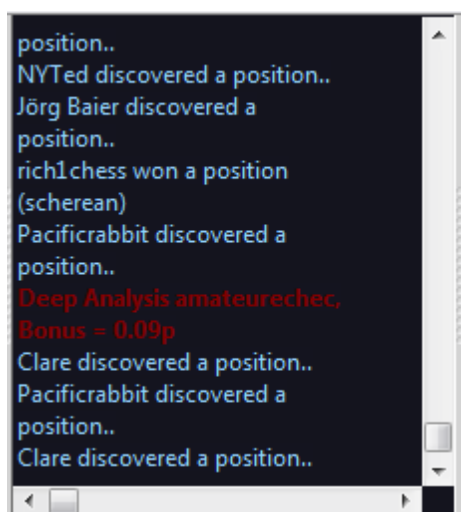 position..
NYTed discovered a position..
Jörg Baier discovered a
position..
rich1chess won a position
(scherean)
Pacificrabbit discovered a
position..
Deep Analysis amateurechec,
Bonus = 0.09p
Clare discovered a position..
Pacificrabbit discovered a
position..
Clare discovered a position..